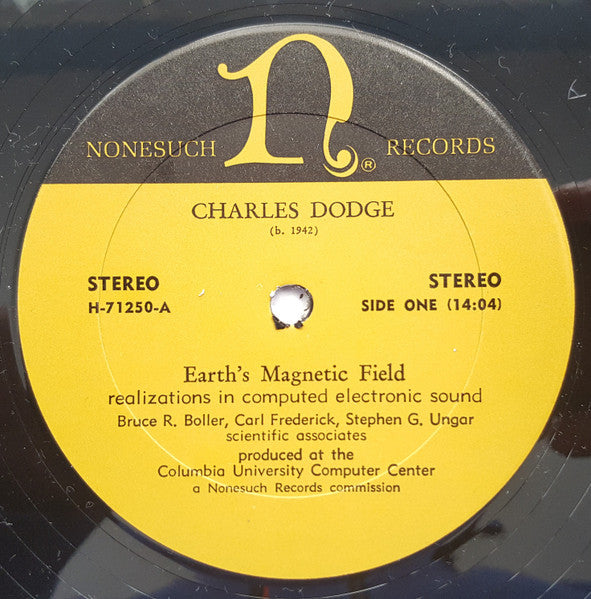 n
NONESUCH ® RECORDS
CHARLES DODGE
(b. 1942)
STEREO STEREO
H-71250-A SIDE ONE (14:04)
Earth's Magnetic Field
realizations in computed electronic sound
Bruce R. Boller, Carl Frederick, Stephen G. Ungar
scientific associates
produced at the
Columbia University Computer Center
a Nonesuch Records commission